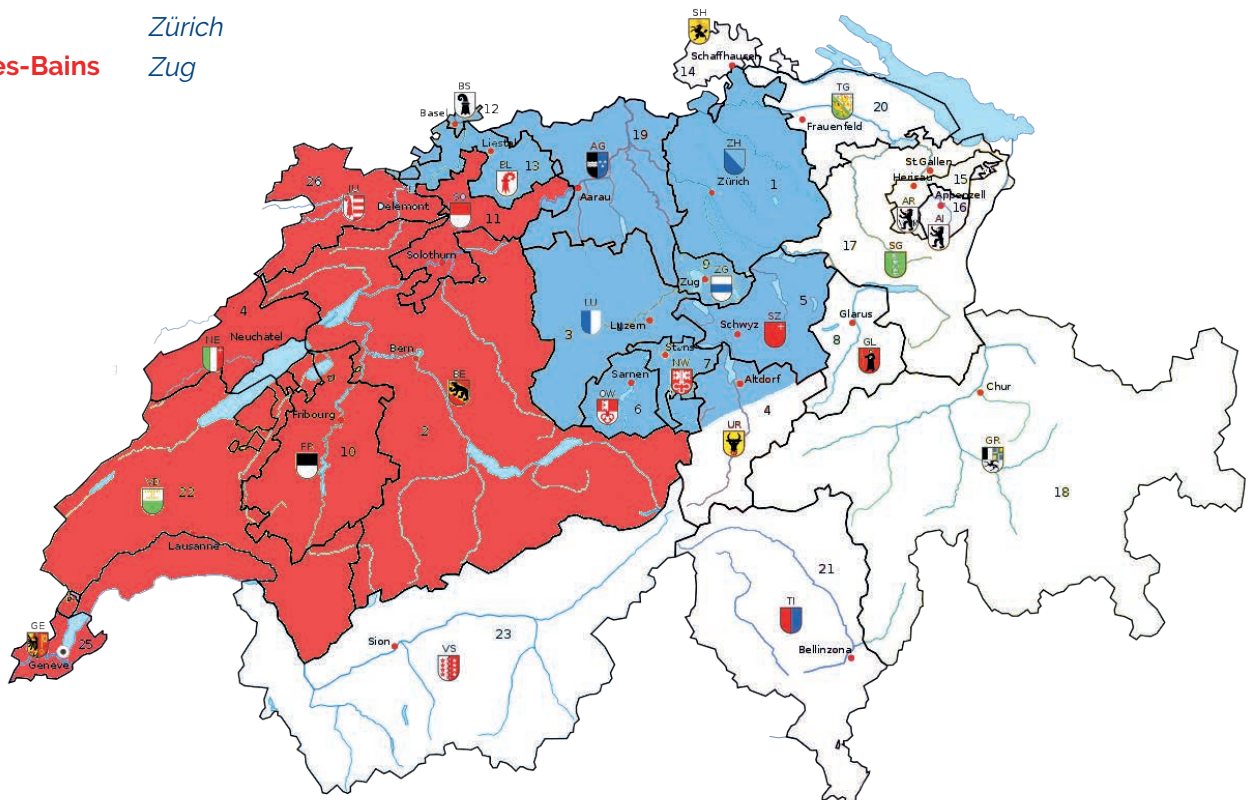 Zürich
es-Bains
Zug
SH
Schaffhausen
14
BS
12
Basel
TG
20
Frauenfeld
Liestal
BL
13
AG
19
ZH
Zürich
1
St.Gallen
Herisau
15
Appenzell
16
AR
AI
26
JU
Delemont
SO
11
Aarau
17
SG
Solothurn
9
Zug
ZG
4
Neuchatel
NE
LU
3
Luzern
Schwyz
SZ
5
Glarus
8
GL
Bern
BE
Stans
NW
7
Sarnen
OW
6
Altdorf
4
UR
Chur
GR
18
Fribourg
FR
10
2
VD
22
Lausanne
21
TI
Bellinzona
GE
25
Genève
Sion
VS
23